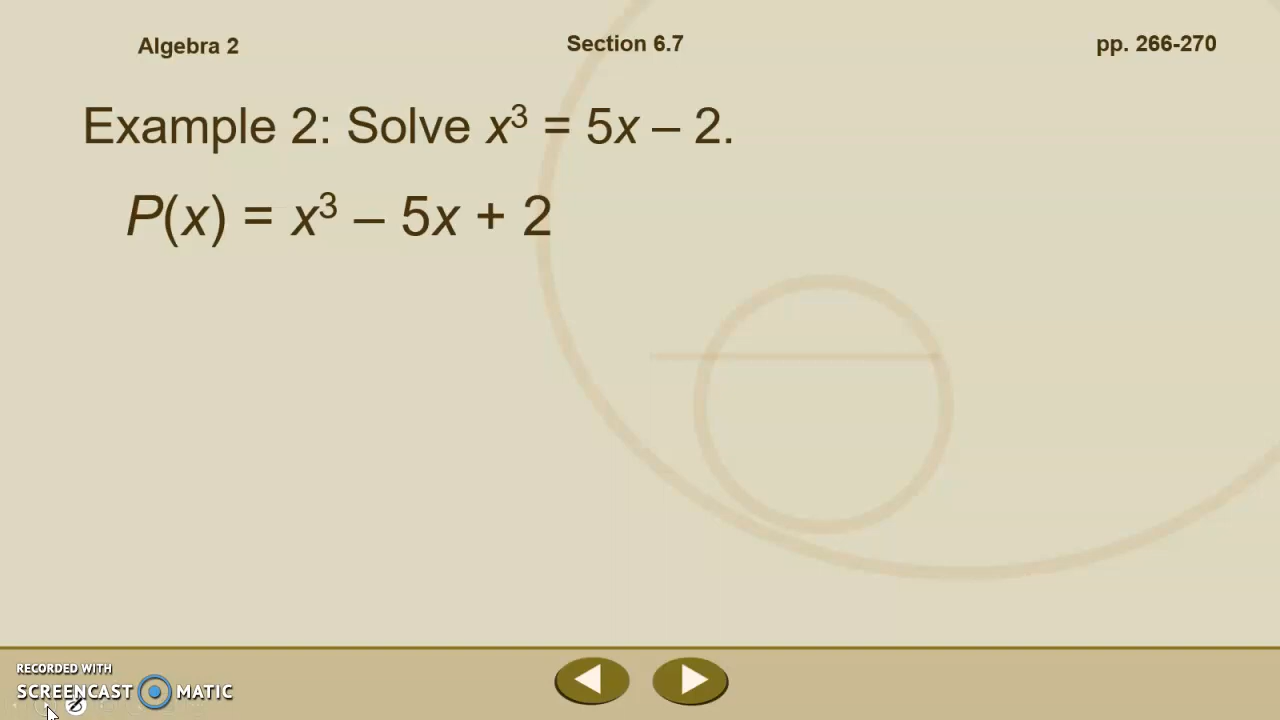 Algebra 2
Section 6.7
pp. 266-270
Example 2: Solve x³ = 5x – 2.
P(x) = x³ – 5x + 2
RECORDED WITH
SCREENCAST MATIC